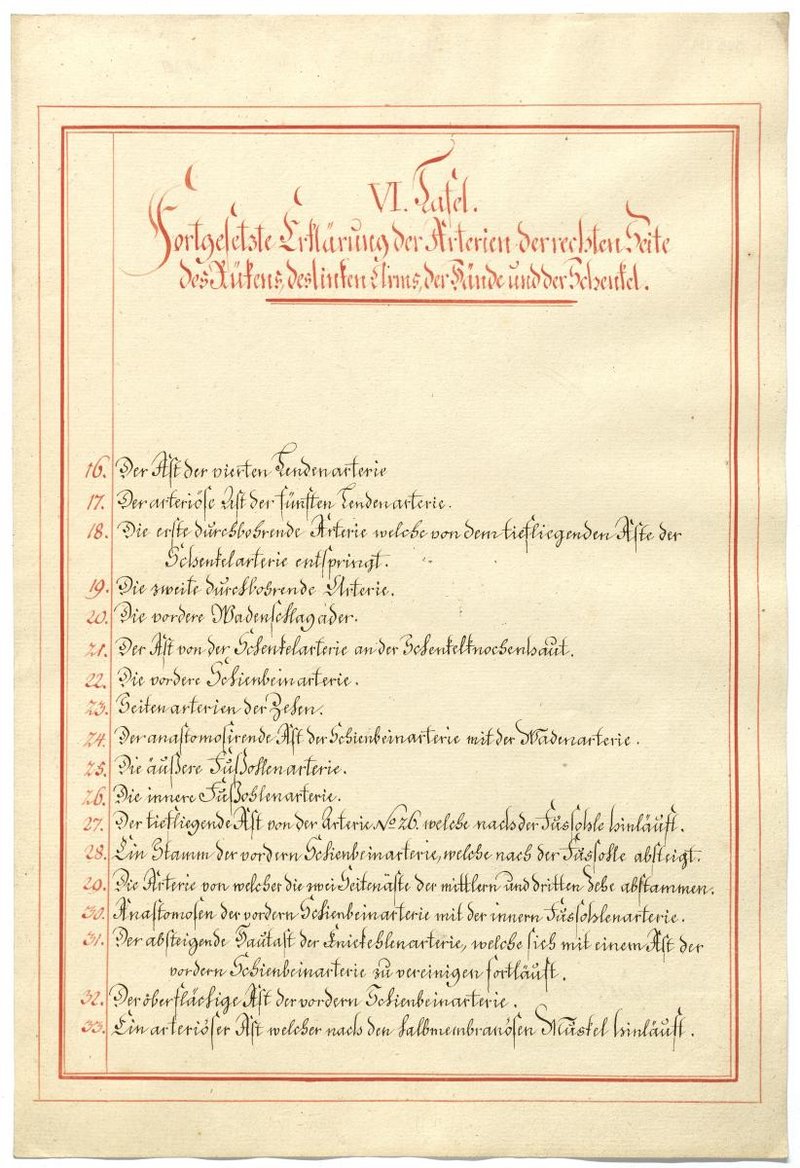 VI. Tafel.
Fortgesetzte Erklärung der Arterien der rechten Seite
des Rükens, des linken Arms, der Hände und der Schenkel.
16. Der Ast der vierten Lendenarterie
17. Der arteriöse Ast der fünften Lendenarterie.
18. Die erste durchbohrende Arterie welche von dem tiefliegenden Aste der
Schenkelarterie entspringt.
19. Die zweite durchbohrende Arterie.
20. Die vordere Wadenschlagader.
21. Der Ast von der Schenkelarterie an der Schenkelknochenhaut.
22. Die vordere Schienbeinarterie.
23. Seitenarterien der Zehen.
24. Der anastomosirende Ast der Schienbeinarterie mit der Wadenarterie.
25. Die äußere Fußohlenarterie.
26. Die innere Fußohlenarterie.
27. Der tiefliegende Ast von der Arterie No 26. welche nach der Fussohle hinläuft.
28. Ein Stamm der vordern Schienbeinarterie, welche nach der Fussohle absteigt.
29. Die Arterie von welcher die zwei Seitenäste der mittlern und dritten Zehe abstammen.
30. Anastomosen der vordern Schienbeinarterie mit der innern Fussohlenarterie.
31. Der absteigende Hautast der Kniekehlenarterie, welche sich mit einem Ast der
vordern Schienbeinarterie zu vereinigen fortläuft.
32. Der oberflächige Ast der vordern Schienbeinarterie.
33. Ein arteriöser Ast welcher nach den halbmembranösen Muskel hinläuft.